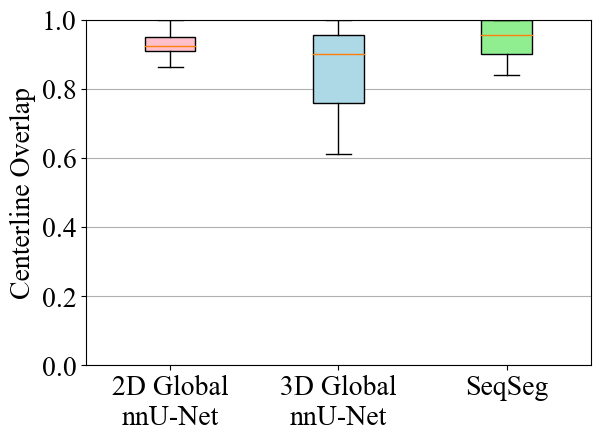 Centerline Overlap
1.0
0.8
0.6
0.4
0.2
0.0
2D Global
nnU-Net
3D Global
nnU-Net
SeqSeg